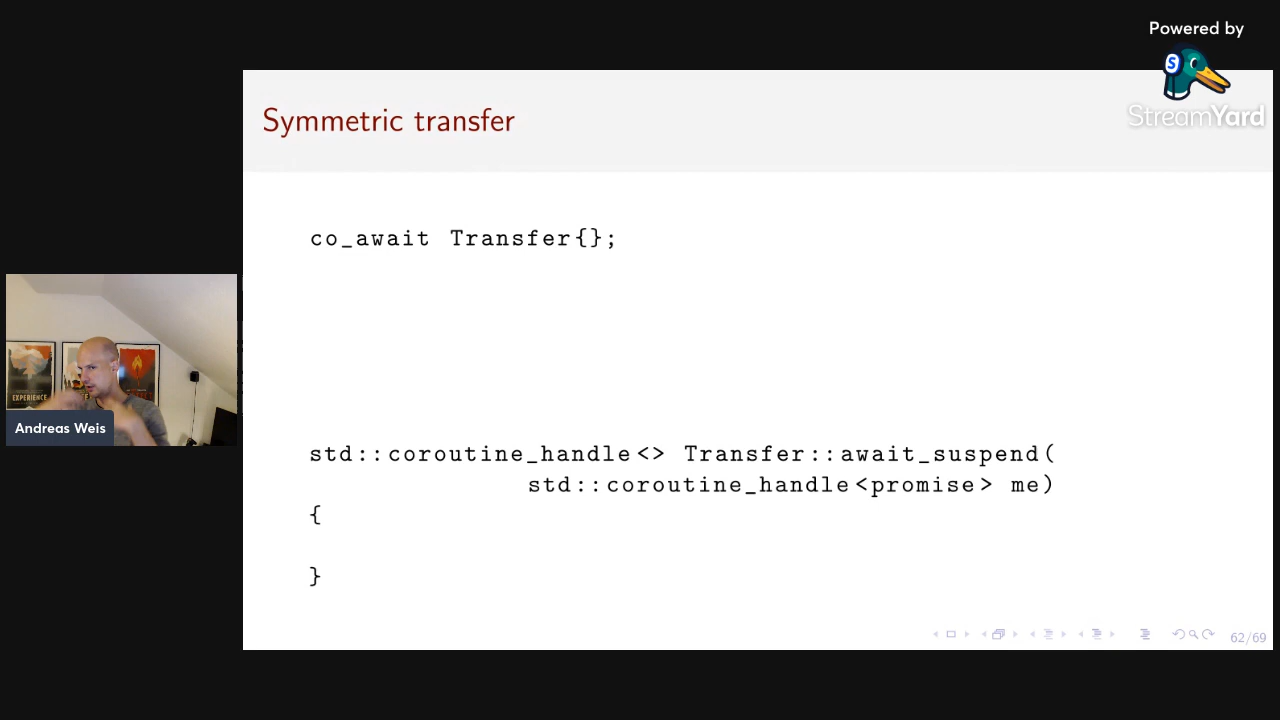 Powered by
StreamYard
Symmetric transfer
co_await Transfer{};
EXPERIENCE
Andreas Weis
std::coroutine_handle<> Transfer::await_suspend(
std::coroutine_handle<promise> me)
{
}
62/69